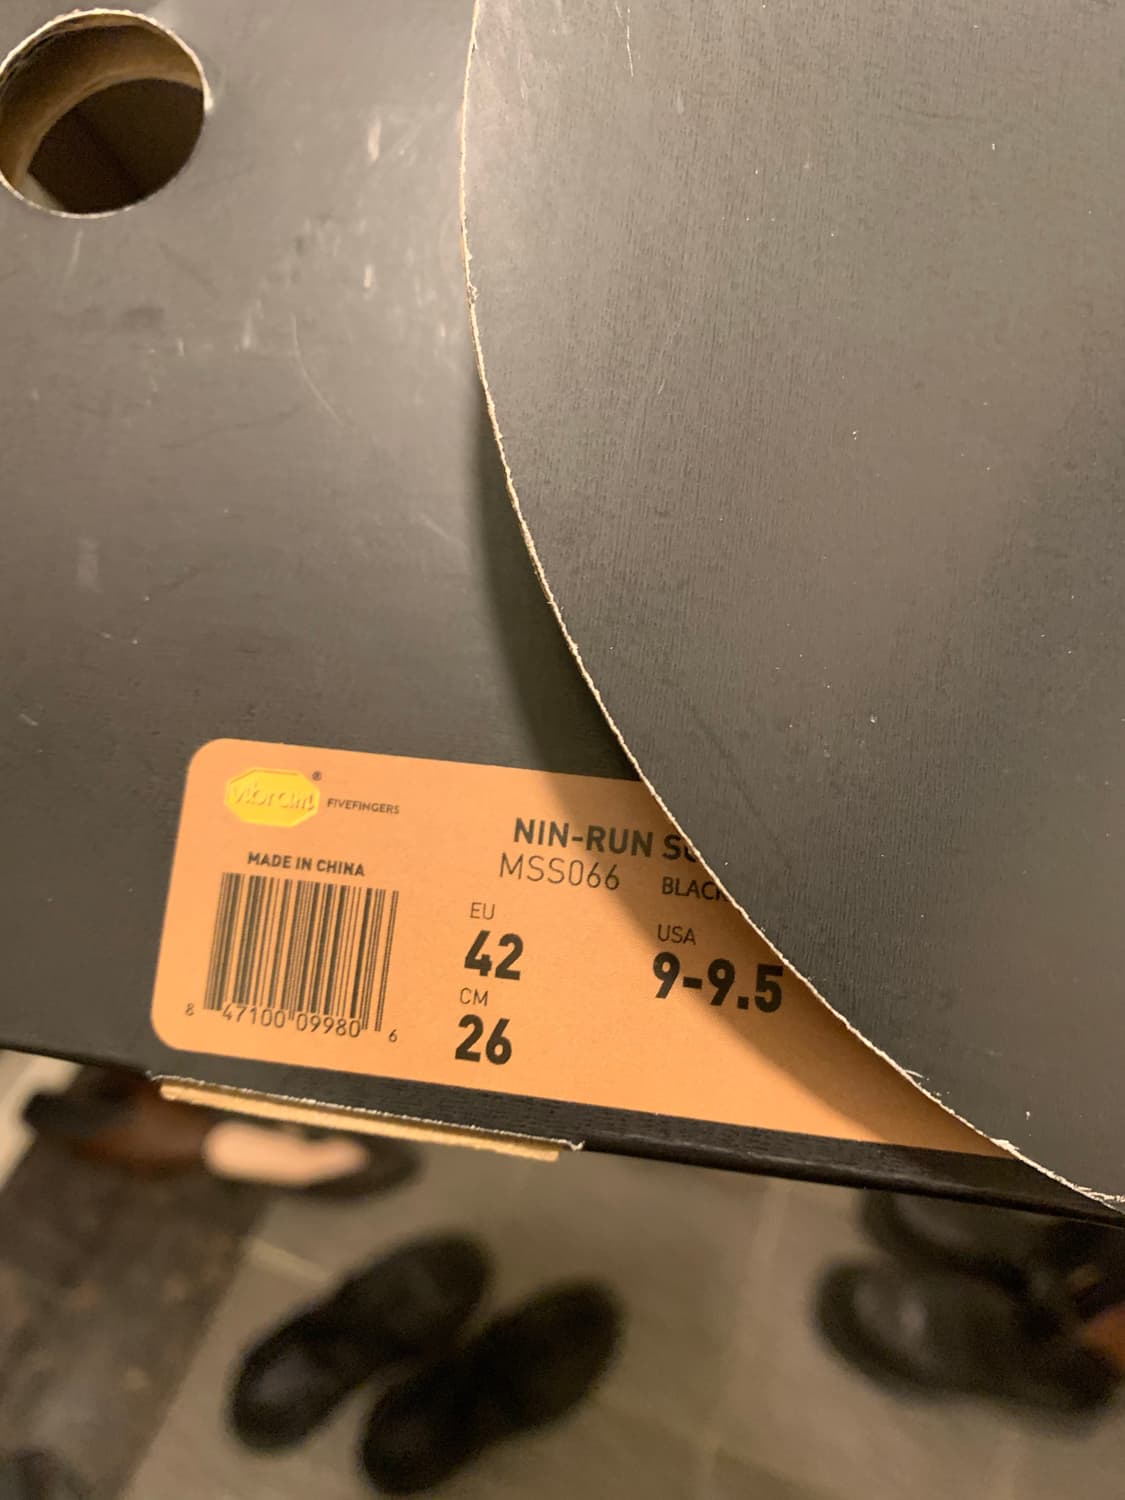 vibram®
FIVEFINGERS
MADE IN CHINA
8 47100 09980 6
NIN-RUN
MSS066
BLACK
EU
42
CM
26
USA
9-9.5